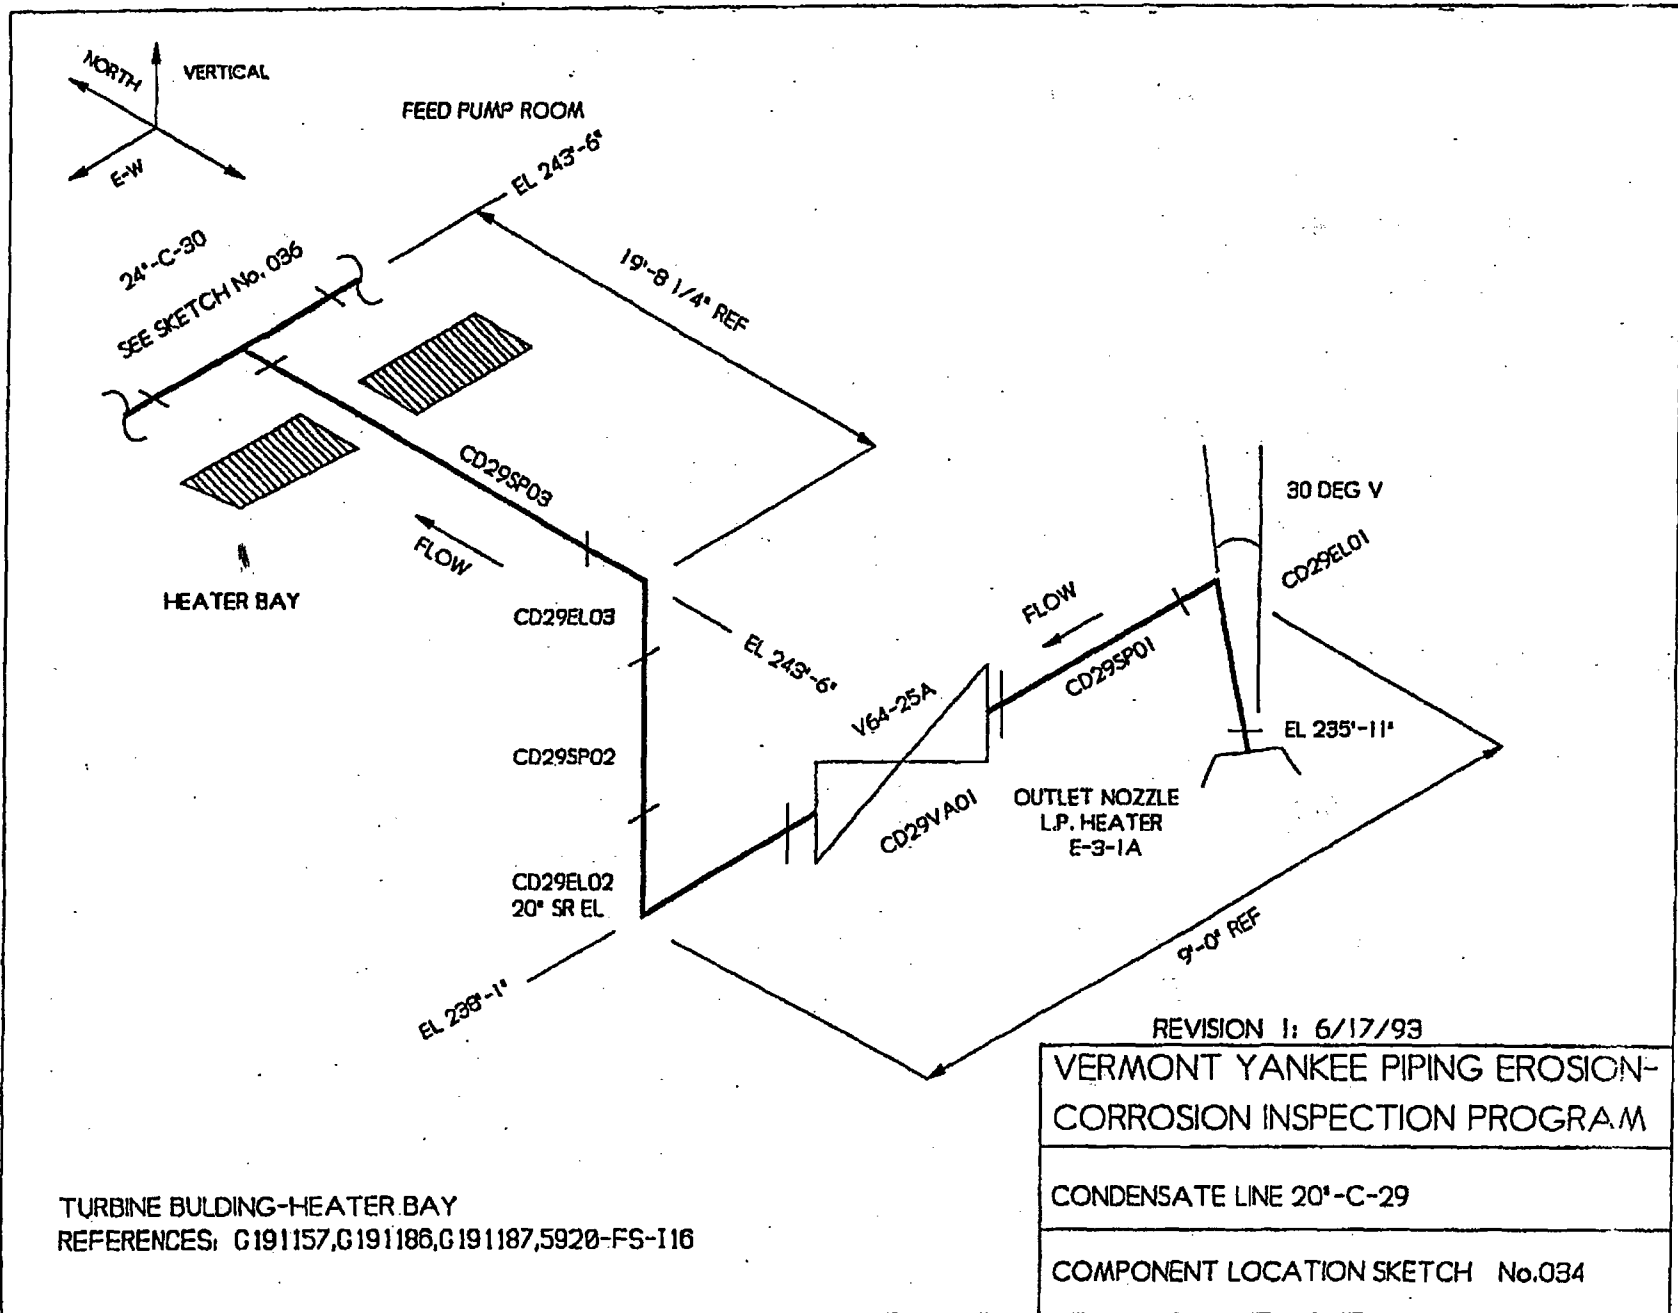 NORTH
VERTICAL
E-W
FEED PUMP ROOM
EL 243'-6"
24"-C-30
SEE SKETCH No. 036
19'-8 1/4" REF
CD29SP03
FLOW
HEATER BAY
30 DEG V
CD29EL01
CD29EL03
FLOW
EL 243'-6"
CD29SP01
V64-25A
EL 235'-11"
CD29SP02
OUTLET NOZZLE
L.P. HEATER
E-3-1A
CD29VA01
CD29EL02
20" SR EL
9'-0" REF
EL 238'-1"
REVISION 1: 6/17/93
VERMONT YANKEE PIPING EROSION-
CORROSION INSPECTION PROGRAM
CONDENSATE LINE 20"-C-29
TURBINE BULDING-HEATER BAY
REFERENCES: G191157,G191186,G191187,5920-FS-I16
COMPONENT LOCATION SKETCH No.034